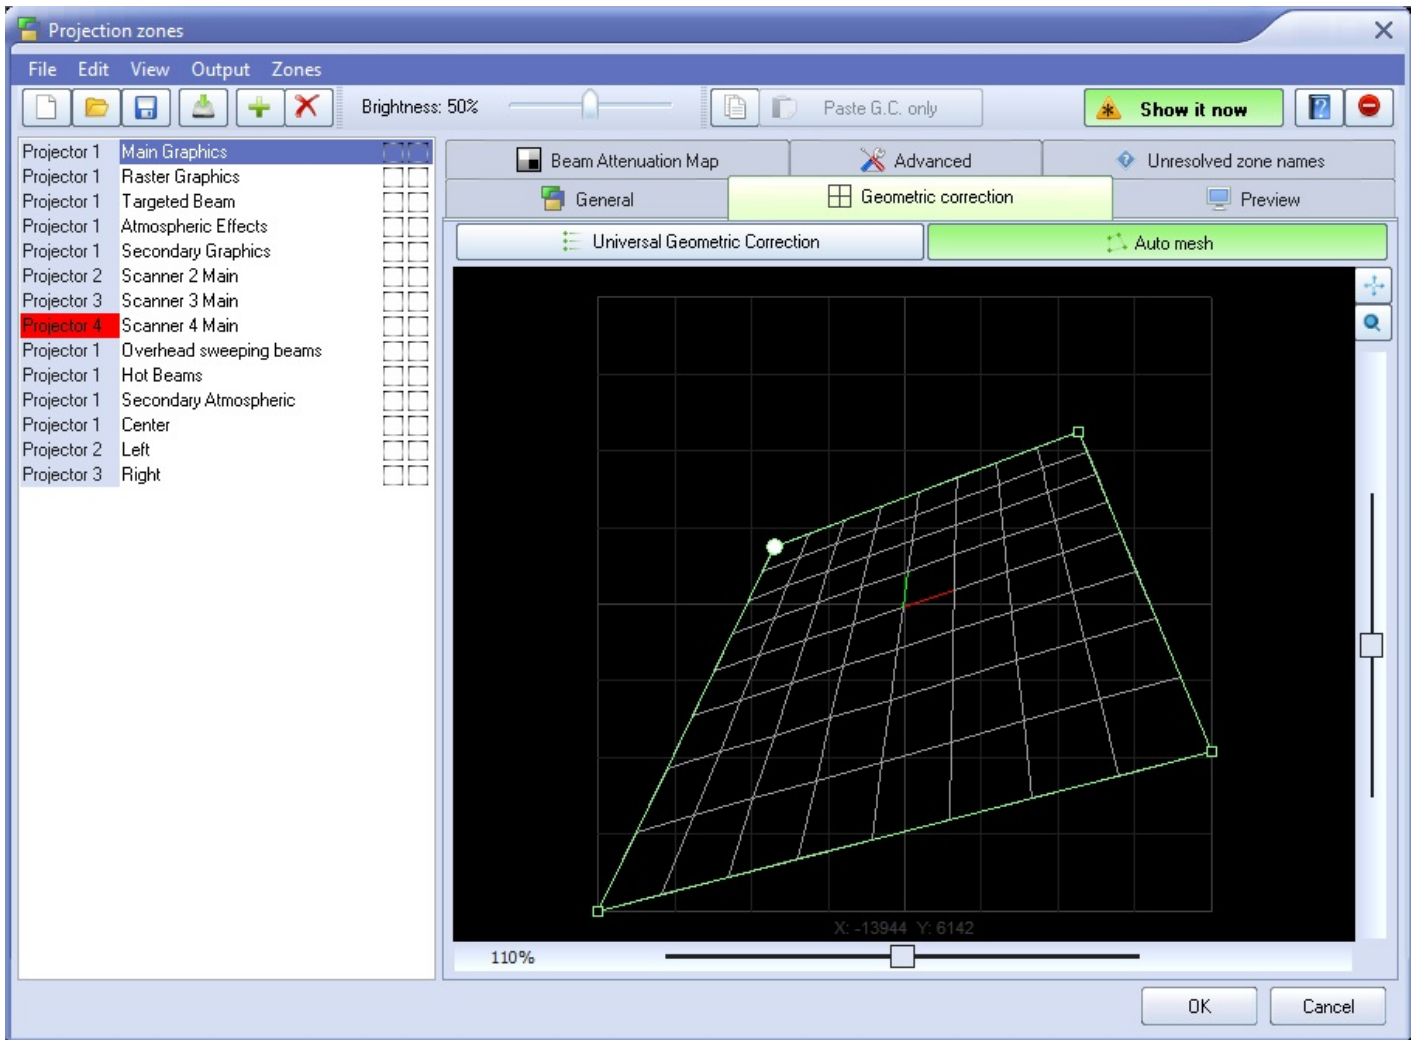 Projection zones
File Edit View Output Zones
Brightness: 50%
Paste G.C. only
Show it now
Projector 1 Main Graphics
Projector 1 Raster Graphics
Projector 1 Targeted Beam
Projector 1 Atmospheric Effects
Projector 1 Secondary Graphics
Projector 2 Scanner 2 Main
Projector 3 Scanner 3 Main
Projector 4 Scanner 4 Main
Projector 1 Overhead sweeping beams
Projector 1 Hot Beams
Projector 1 Secondary Atmospheric
Projector 1 Center
Projector 2 Left
Projector 3 Right
Beam Attenuation Map Advanced Unresolved zone names
General Geometric correction Preview
Universal Geometric Correction Auto mesh
X: -13944 Y: 6142
110%
OK Cancel